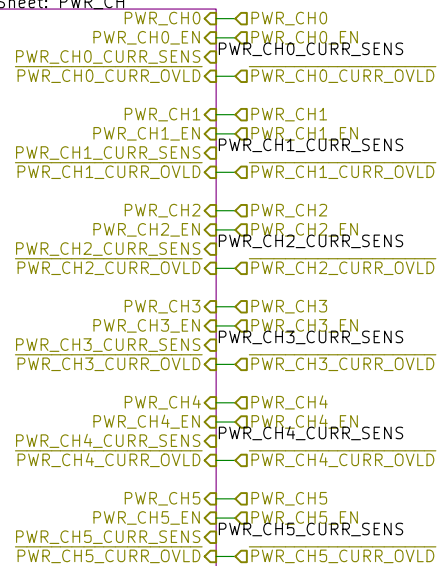 Sheet: PWR_CH
PWR_CH0 PWR_CH0
PWR_CH0_EN PWR_CH0_EN
PWR_CH0_CURR_SENS PWR_CH0_CURR_SENS
PWR_CH0_CURR_OVLD PWR_CH0_CURR_OVLD
PWR_CH1 PWR_CH1
PWR_CH1_EN PWR_CH1_EN
PWR_CH1_CURR_SENS PWR_CH1_CURR_SENS
PWR_CH1_CURR_OVLD PWR_CH1_CURR_OVLD
PWR_CH2 PWR_CH2
PWR_CH2_EN PWR_CH2_EN
PWR_CH2_CURR_SENS PWR_CH2_CURR_SENS
PWR_CH2_CURR_OVLD PWR_CH2_CURR_OVLD
PWR_CH3 PWR_CH3
PWR_CH3_EN PWR_CH3_EN
PWR_CH3_CURR_SENS PWR_CH3_CURR_SENS
PWR_CH3_CURR_OVLD PWR_CH3_CURR_OVLD
PWR_CH4 PWR_CH4
PWR_CH4_EN PWR_CH4_EN
PWR_CH4_CURR_SENS PWR_CH4_CURR_SENS
PWR_CH4_CURR_OVLD PWR_CH4_CURR_OVLD
PWR_CH5 PWR_CH5
PWR_CH5_EN PWR_CH5_EN
PWR_CH5_CURR_SENS PWR_CH5_CURR_SENS
PWR_CH5_CURR_OVLD PWR_CH5_CURR_OVLD